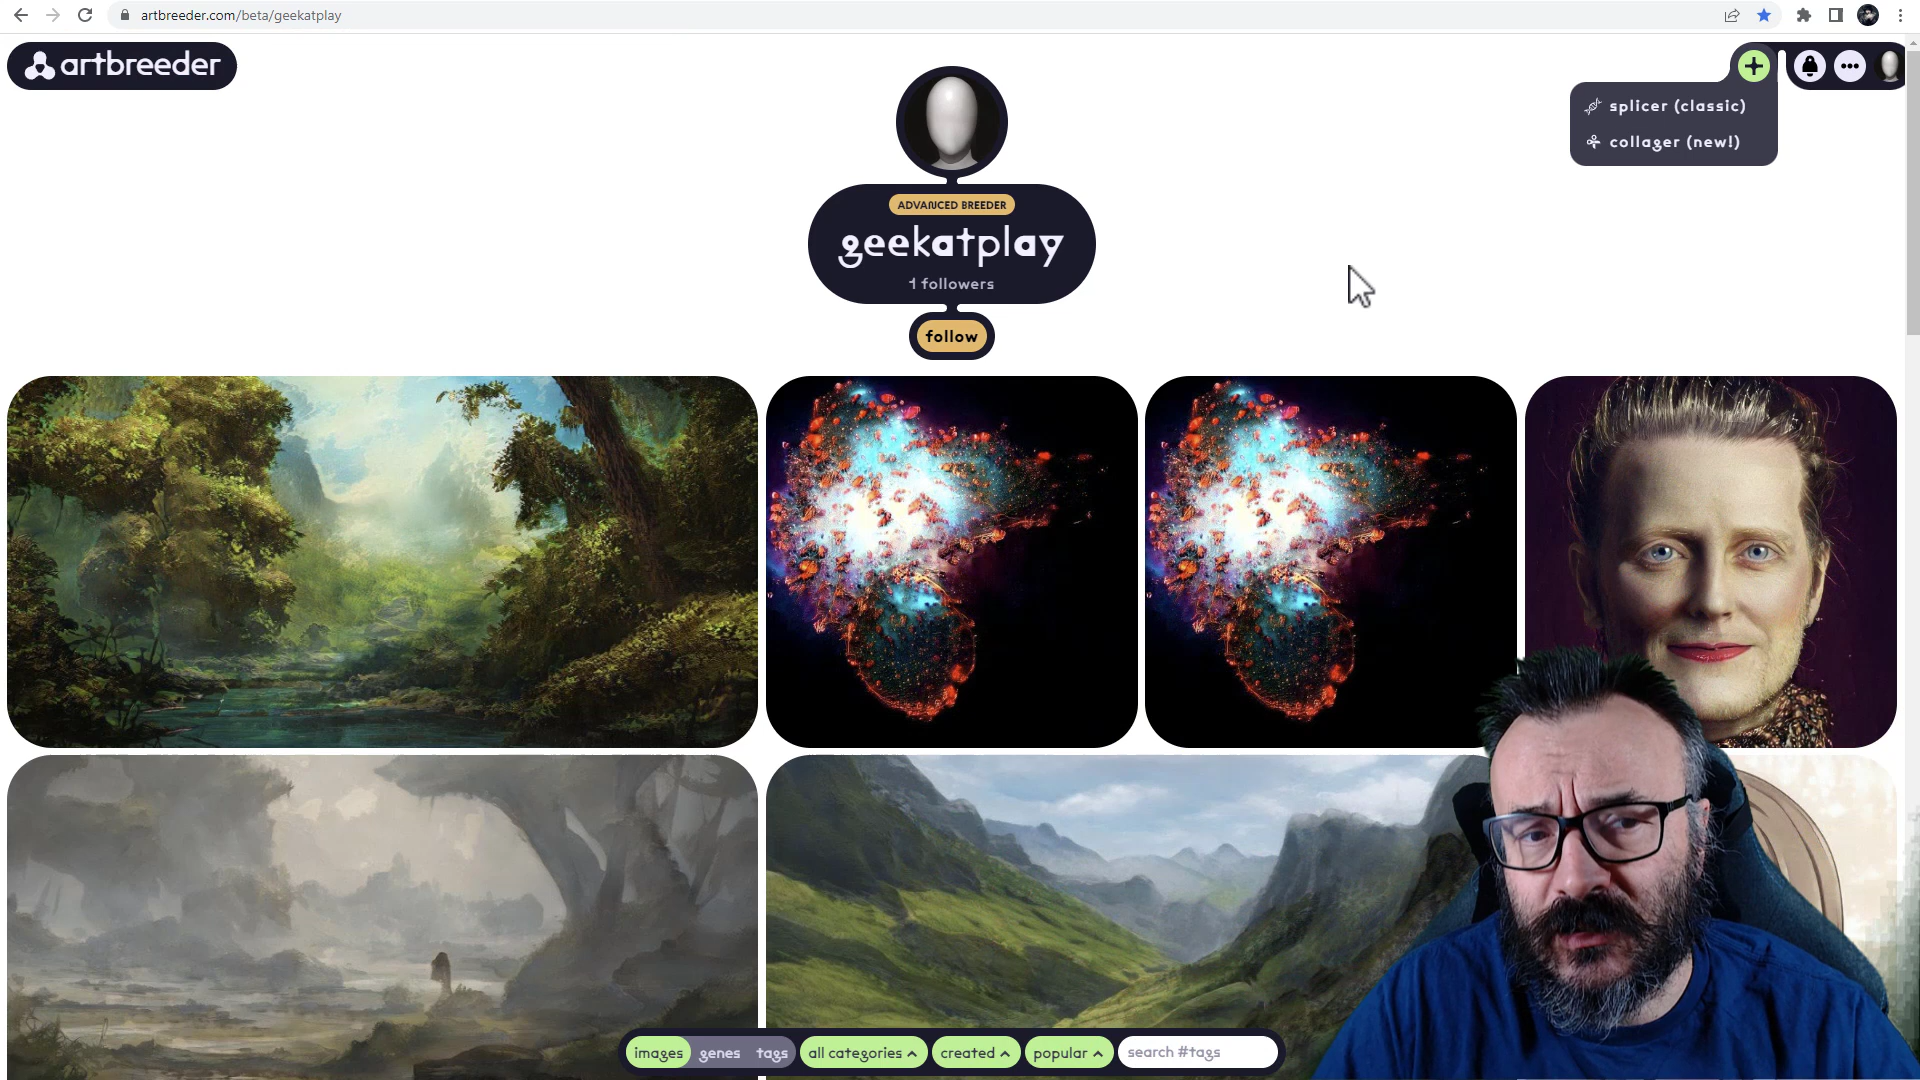 artbreeder.com/beta/geekatplay
artbreeder
splicer (classic)
collager (new!)
ADVANCED BREEDER
geekatplay
1 followers
follow
images genes tags all categories created popular search #tags